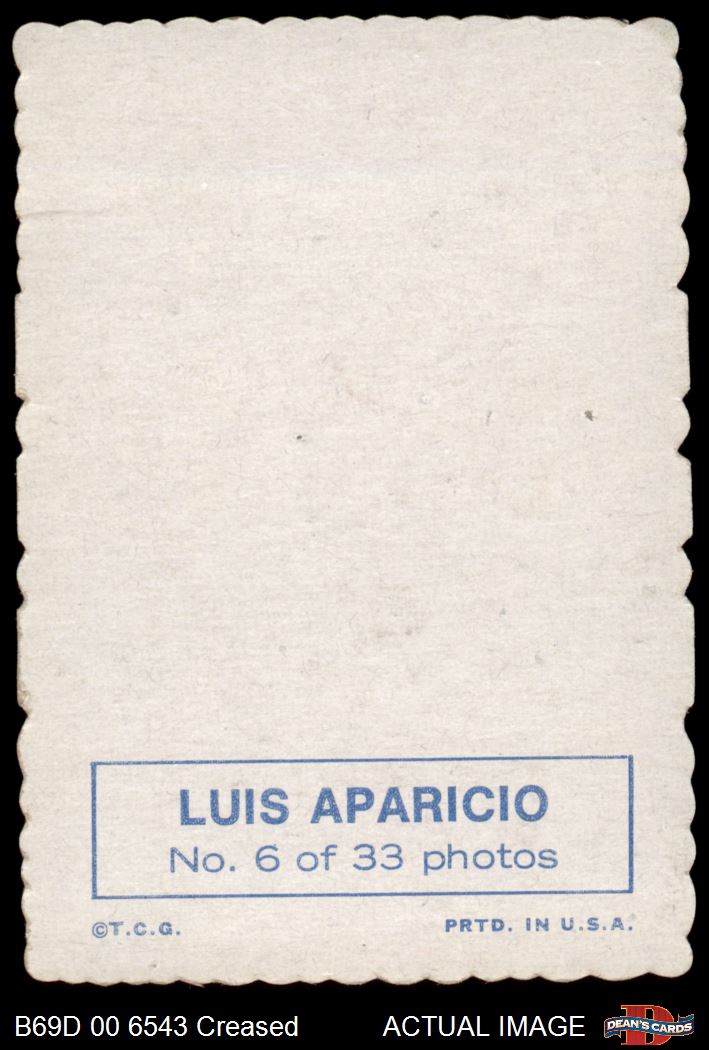 LUIS APARICIO
No. 6 of 33 photos
©T.C.G.
PRTD. IN U.S.A.
B69D 00 6543 Creased
ACTUAL IMAGE
D
DEAN'S CARDS